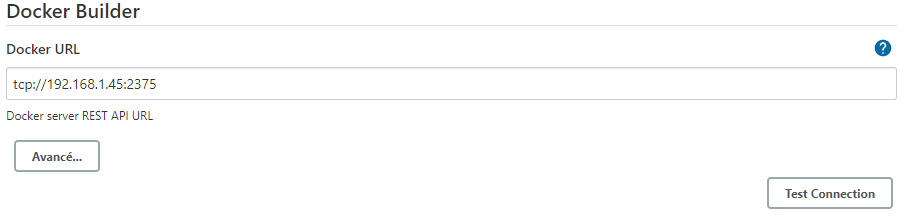 Docker Builder
Docker URL
?
tcp://192.168.1.45:2375
Docker server REST API URL
Avancé...
Test Connection